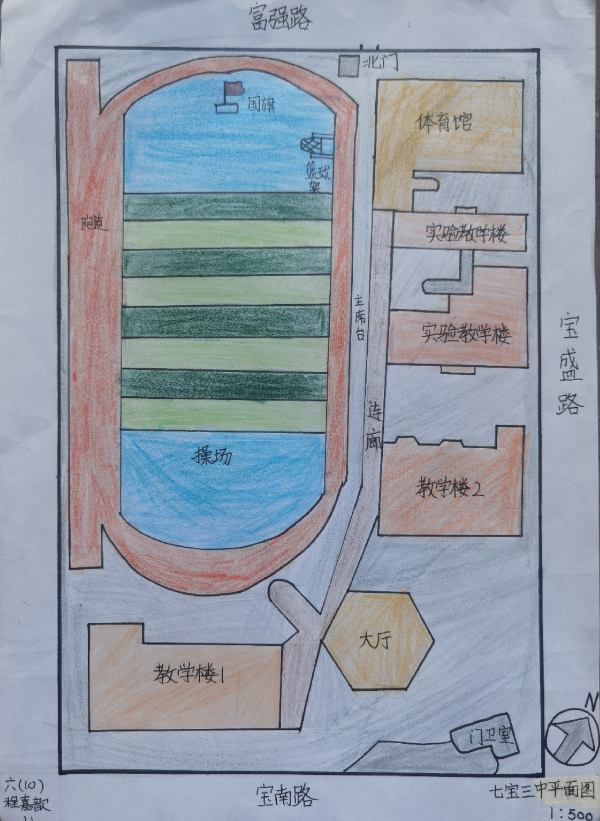 富强路
北门
国旗
体育馆
篮球
架
跑道
实验教学楼
主席台
实验教学楼
宝盛路
连廊
操场
教学楼2
大厅
教学楼1
门卫室
N
六(10)
程嘉歆
宝南路
七宝三中平面图
1:500